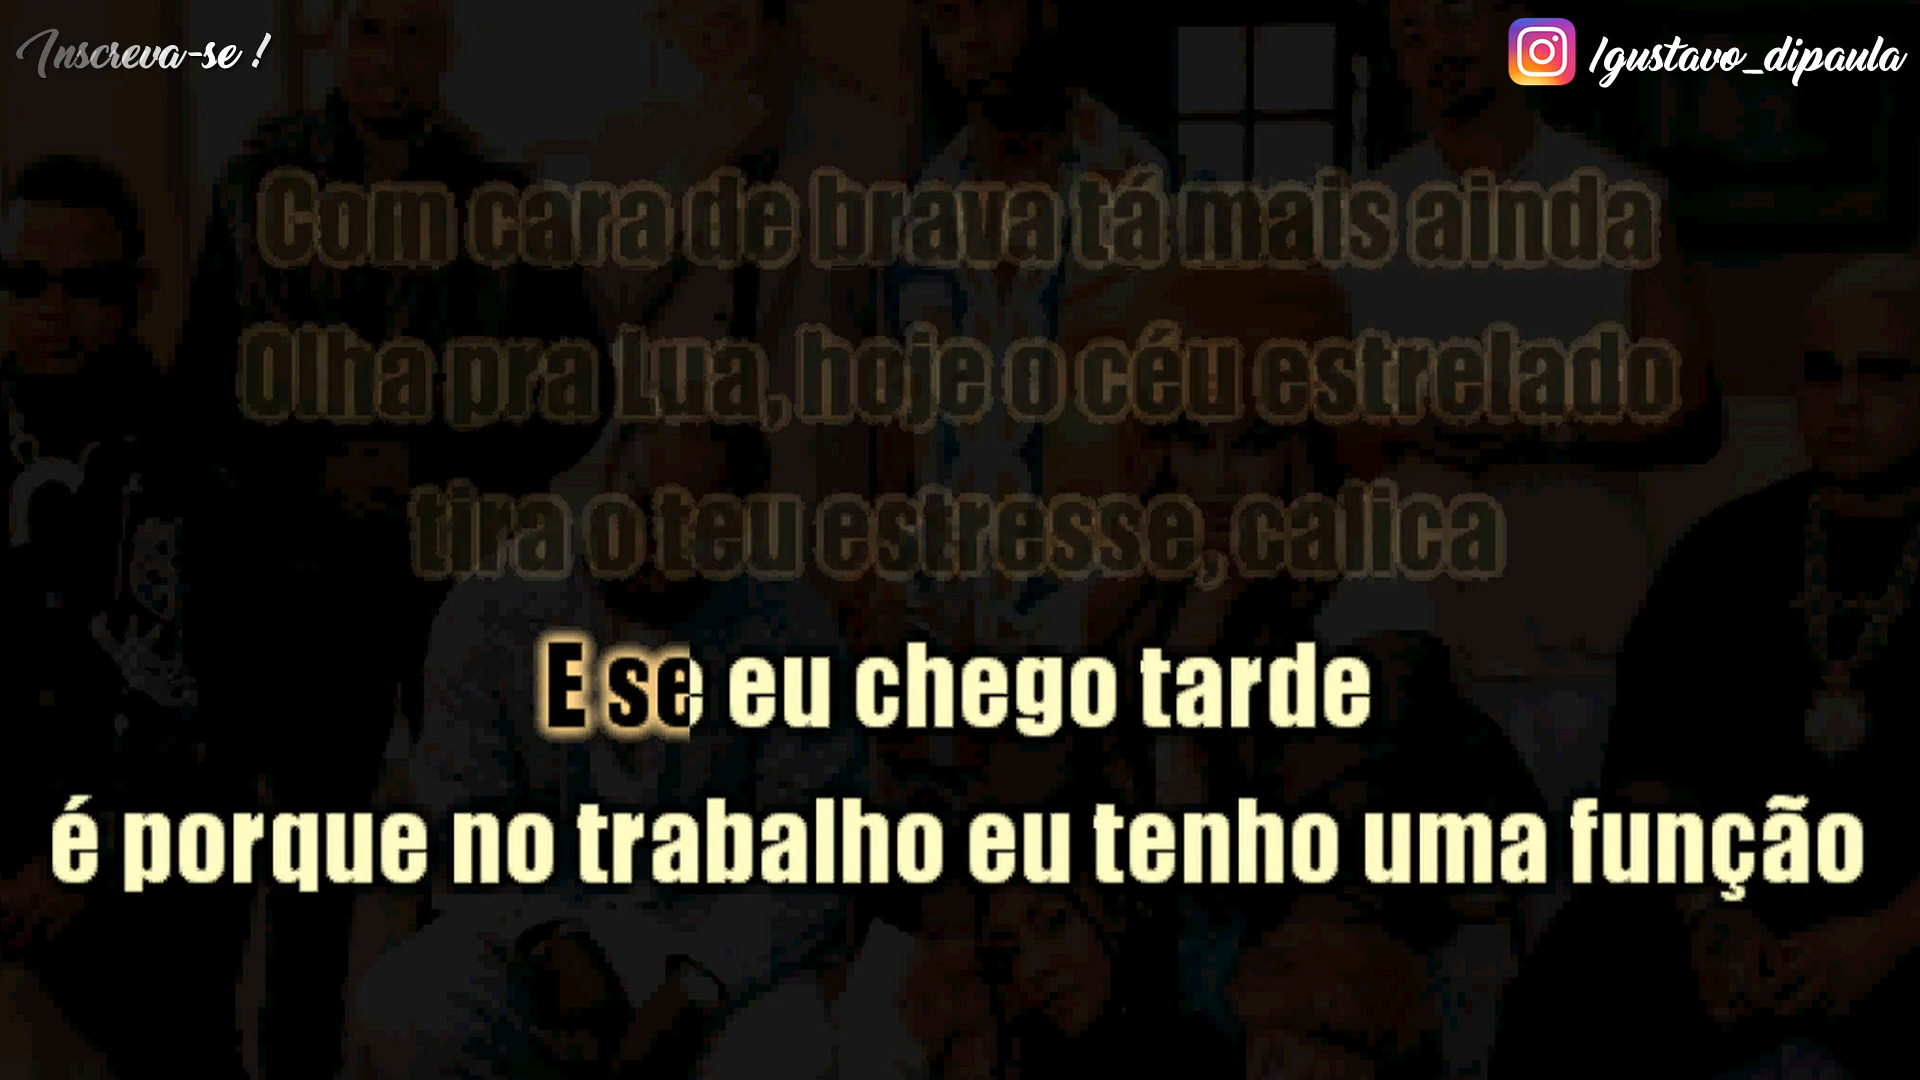 Inscreva-se !
/gustavo_dipaula
Com cara de brava tá mais ainda
Olha pra Lua, hoje o céu estrelado
tira o teu estresse, calica
E se eu chego tarde
é porque no trabalho eu tenho uma função